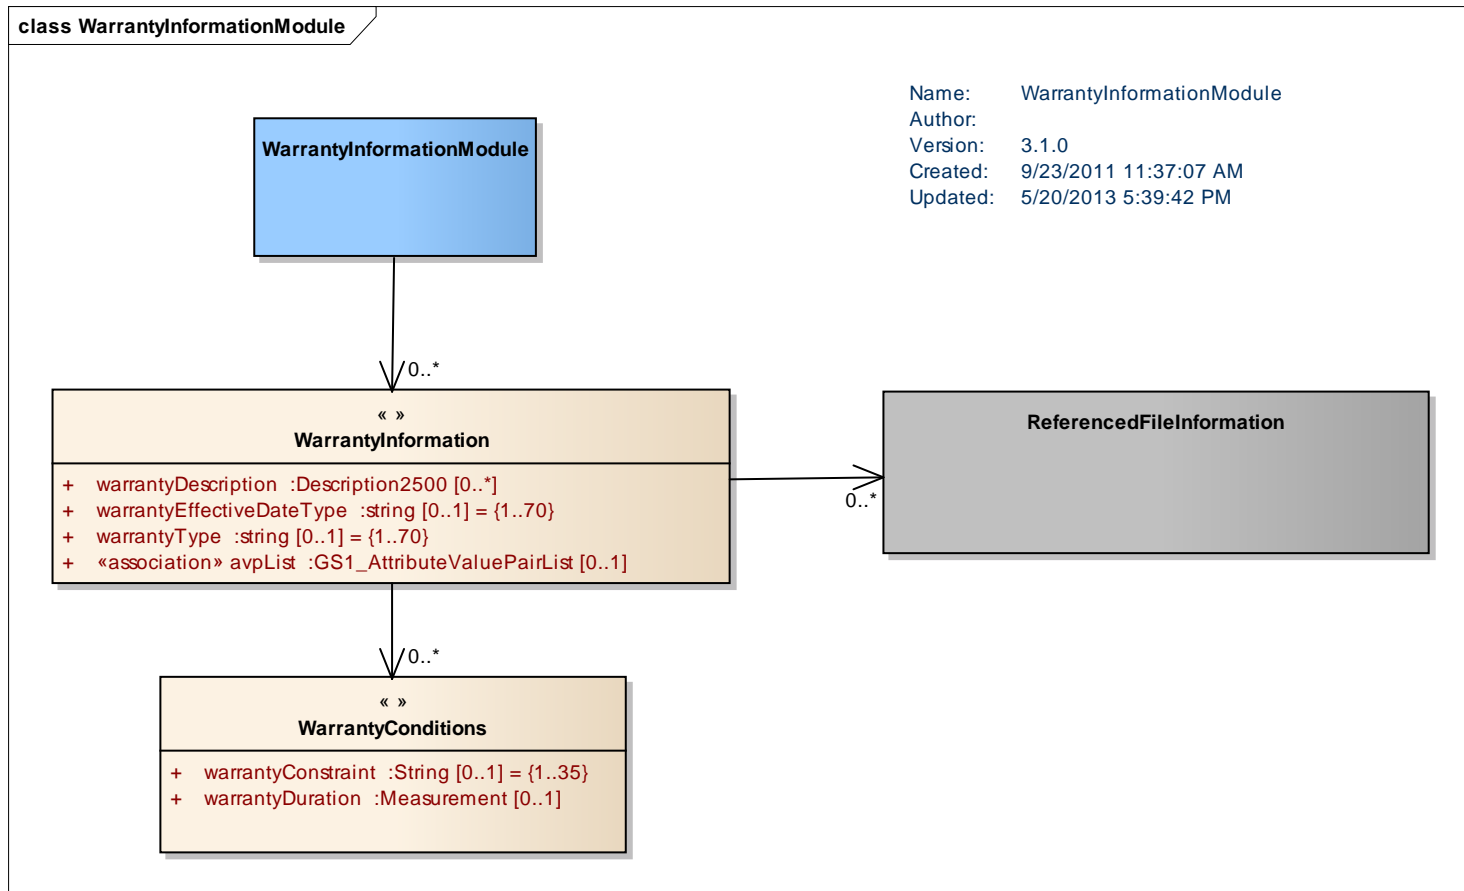 class WarrantyInformationModule
Name: WarrantyInformationModule
Author:
Version: 3.1.0
Created: 9/23/2011 11:37:07 AM
Updated: 5/20/2013 5:39:42 PM
WarrantyInformationModule
0..*
« »
WarrantyInformation
+ warrantyDescription :Description2500 [0..*]
+ warrantyEffectiveDateType :string [0..1] = {1..70}
+ warrantyType :string [0..1] = {1..70}
+ «association» avpList :GS1_AttributeValuePairList [0..1]
0..*
ReferencedFileInformation
0..*
« »
WarrantyConditions
+ warrantyConstraint :String [0..1] = {1..35}
+ warrantyDuration :Measurement [0..1]